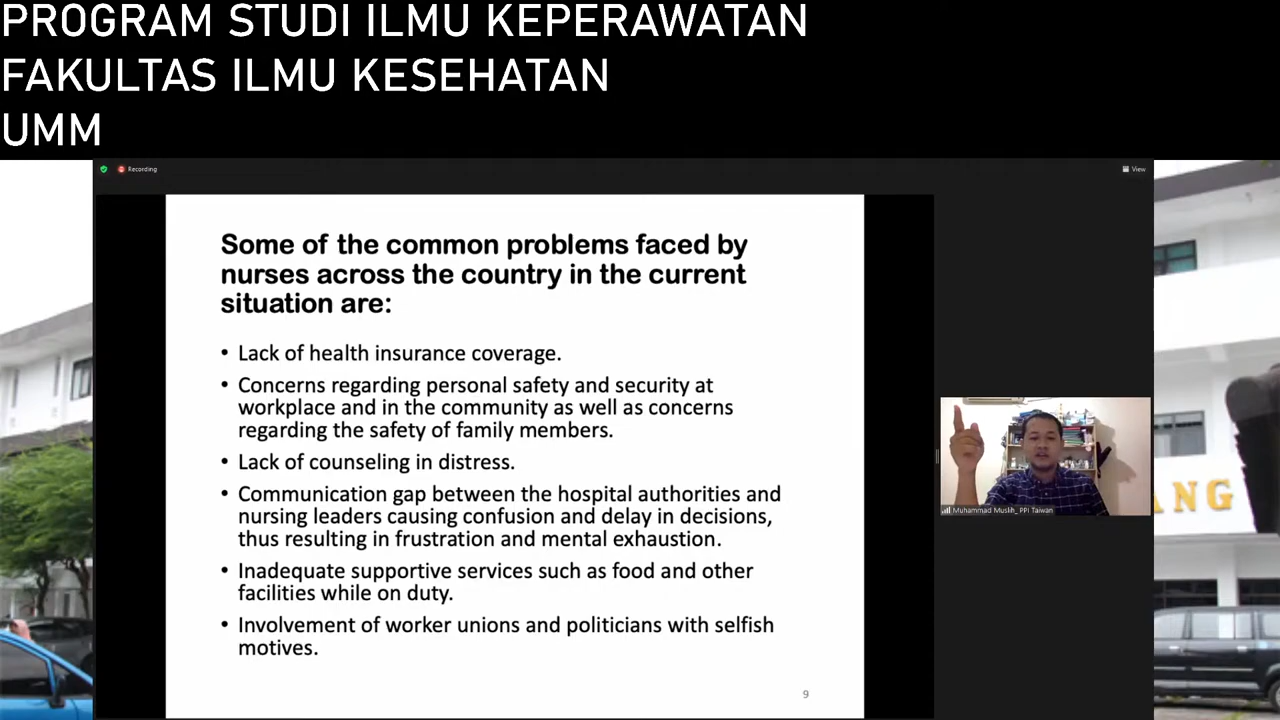 PROGRAM STUDI ILMU KEPERAWATAN
FAKULTAS ILMU KESEHATAN
UMM
Recording
View
Some of the common problems faced by
nurses across the country in the current
situation are:
• Lack of health insurance coverage.
• Concerns regarding personal safety and security at
workplace and in the community as well as concerns
regarding the safety of family members.
• Lack of counseling in distress.
• Communication gap between the hospital authorities and
nursing leaders causing confusion and delay in decisions,
thus resulting in frustration and mental exhaustion.
• Inadequate supportive services such as food and other
facilities while on duty.
• Involvement of worker unions and politicians with selfish
motives.
9
Muhammad Muslih_ PPI Taiwan
ANG